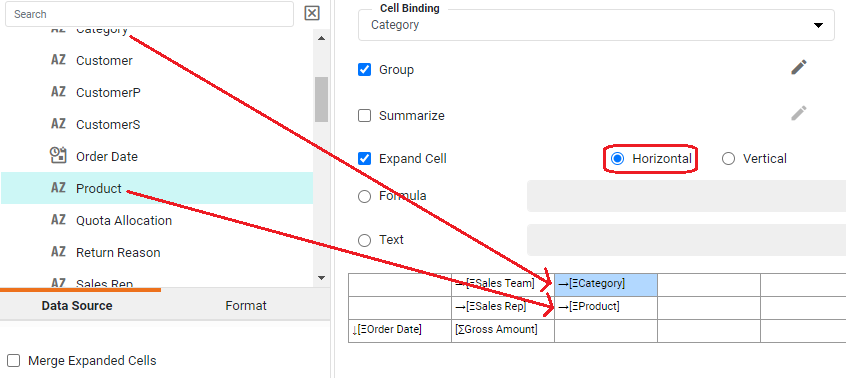 Search
Category
AZ Customer
AZ CustomerP
AZ CustomerS
Order Date
AZ Product
AZ Quota Allocation
AZ Return Reason
AZ Sales Rep
Data Source
Format
Merge Expanded Cells
Cell Binding
Category
Group
Summarize
Expand Cell
Horizontal
Vertical
Formula
Text
→[ΞSales Team] →[ΞCategory]
→[ΞSales Rep] →[ΞProduct]
↓[ΞOrder Date] [ΣGross Amount]